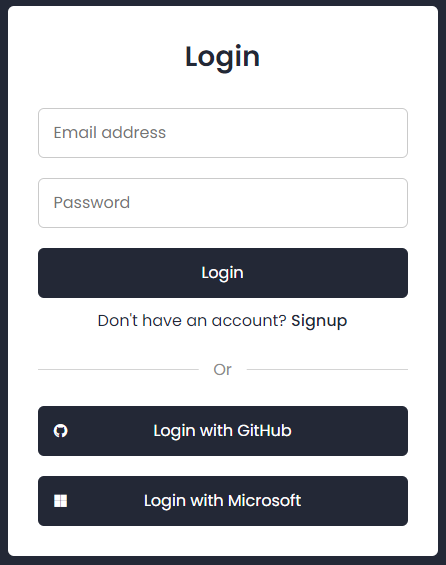 Login
Email address
Password
Login
Don't have an account? Signup
Or
Login with GitHub
Login with Microsoft